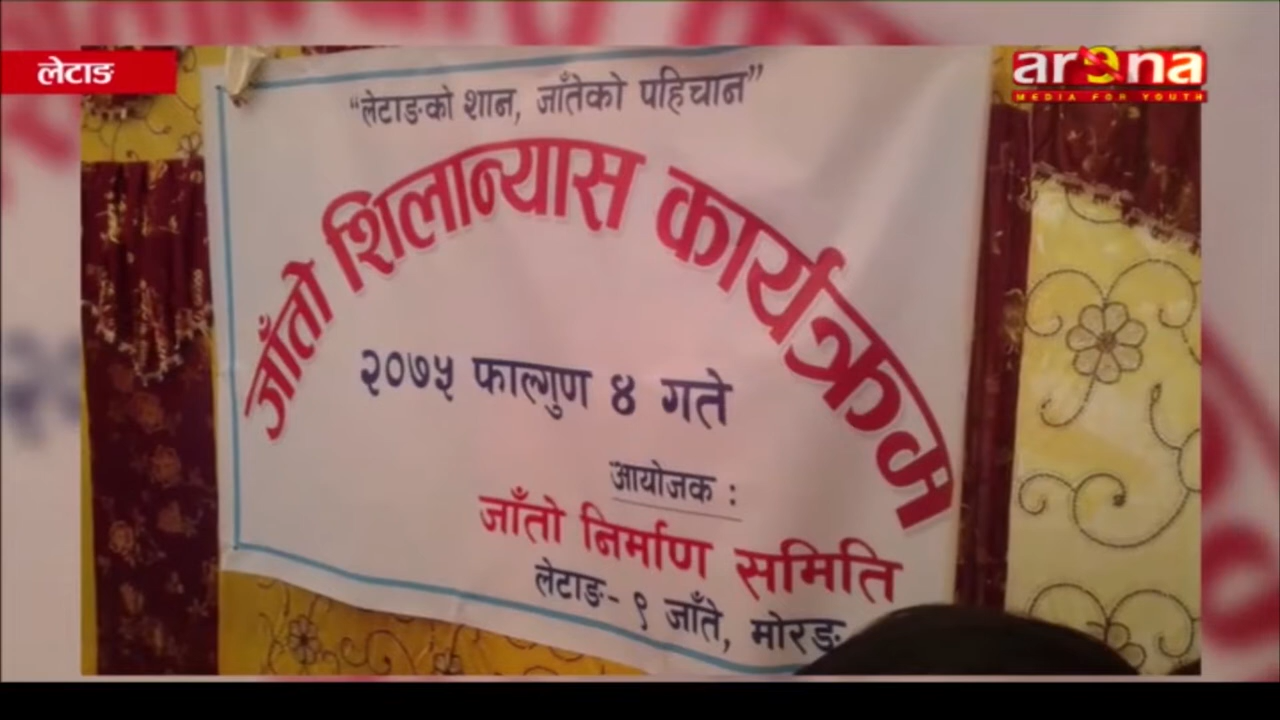 लेटाङ
arena
MEDIA FOR YOUTH
“लेटाङको शान, जाँतेको पहिचान”
जाँतो शिलान्यास कार्यक्रम
२०७५ फाल्गुण ४ गते
आयोजक :
जाँतो निर्माण समिति
लेटाङ- ९ जाँते, मोरङ